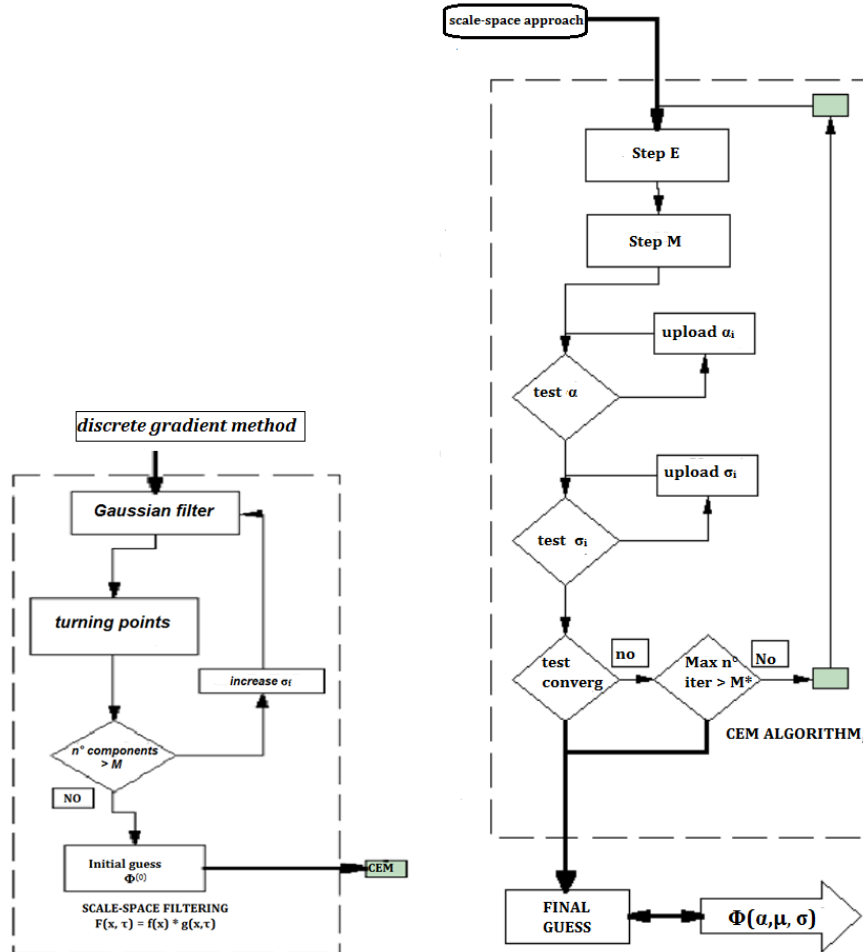 scale-space approach
Step E
Step M
upload αᵢ
test α
upload σᵢ
test σᵢ
test
converg
no
Max n°
iter > M*
No
CEM ALGORITHM
FINAL
GUESS
Φ(α,μ, σ)
discrete gradient method
Gaussian filter
turning points
increase σᵢ
n° components
> M
NO
Initial guess
Φ⁽⁰⁾
CEM
SCALE-SPACE FILTERING
F(x, τ) = f(x) * g(x,τ)